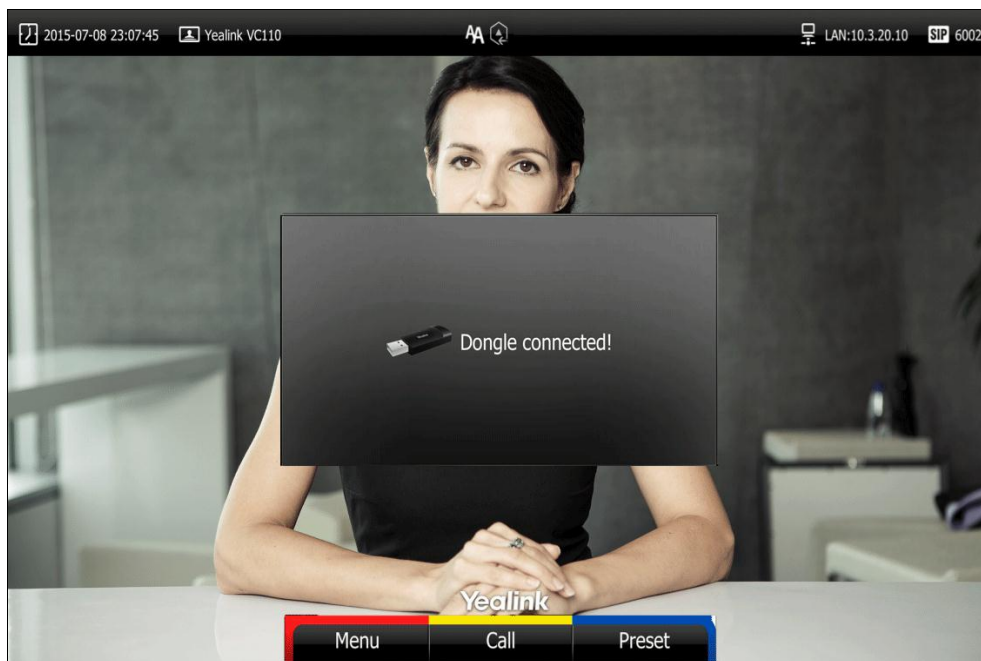 2015-07-08 23:07:45 Yealink VC110 AA LAN:10.3.20.10 SIP 6002
Dongle connected!
Yealink
Menu Call Preset